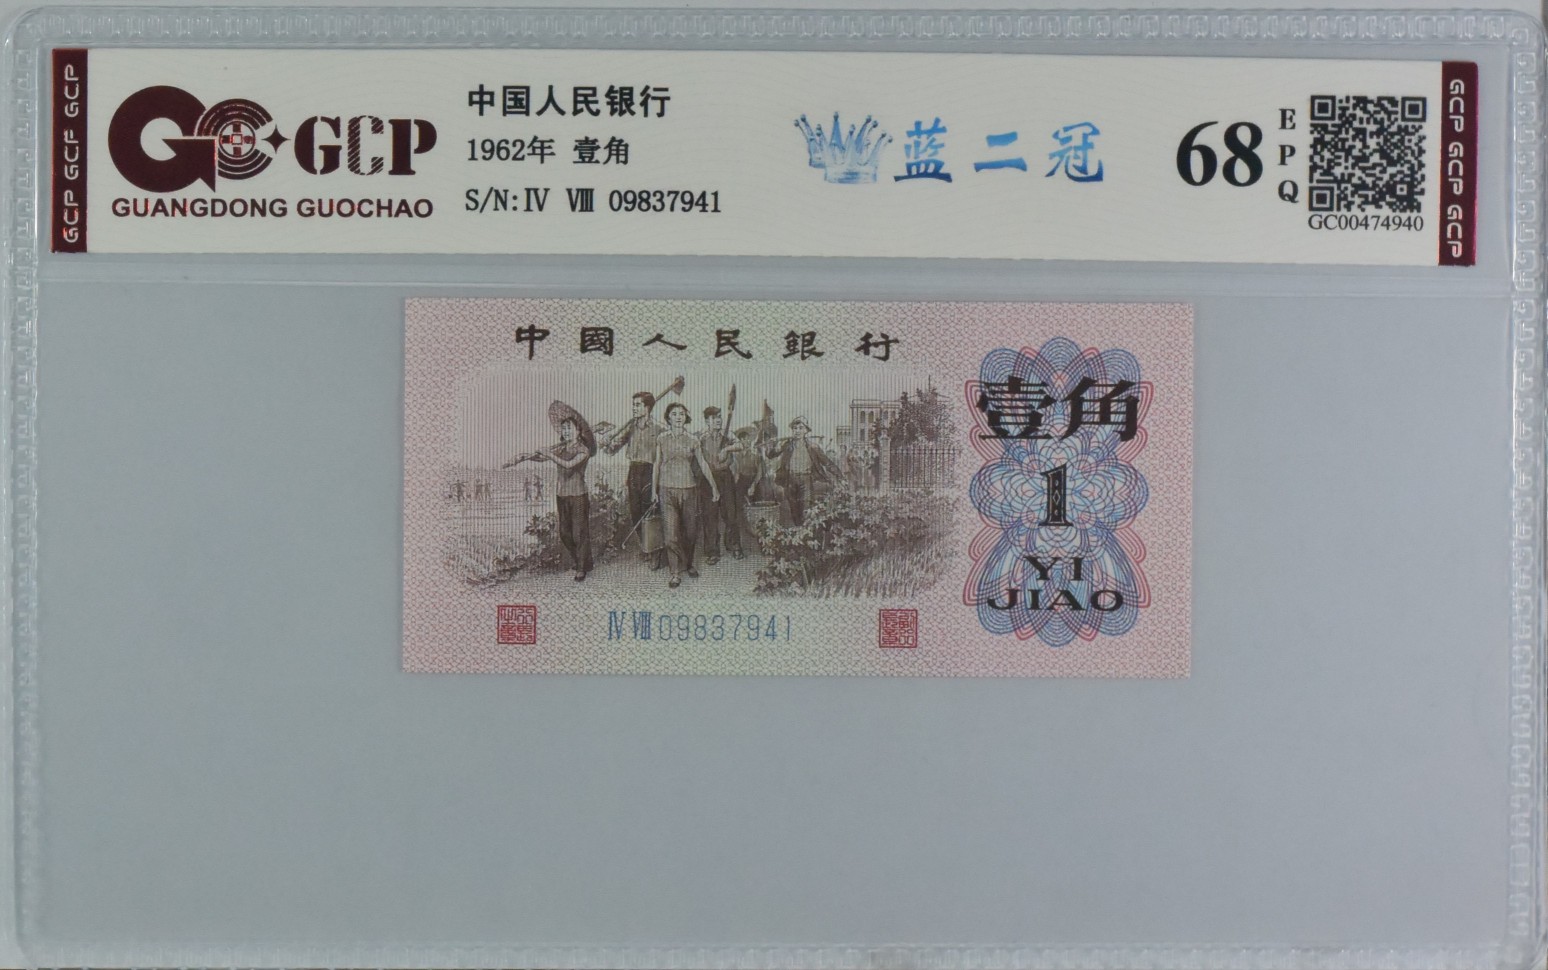 GCP GCP GCP
GCP
GUANGDONG GUOCHAO
中国人民银行
1962年 壹角
S/N:Ⅳ Ⅷ 09837941
蓝二冠
68
EPQ
GC00474940
GCP GCP GCP
中國人民銀行
壹角
1
YI
JIAO
Ⅳ Ⅷ 09837941